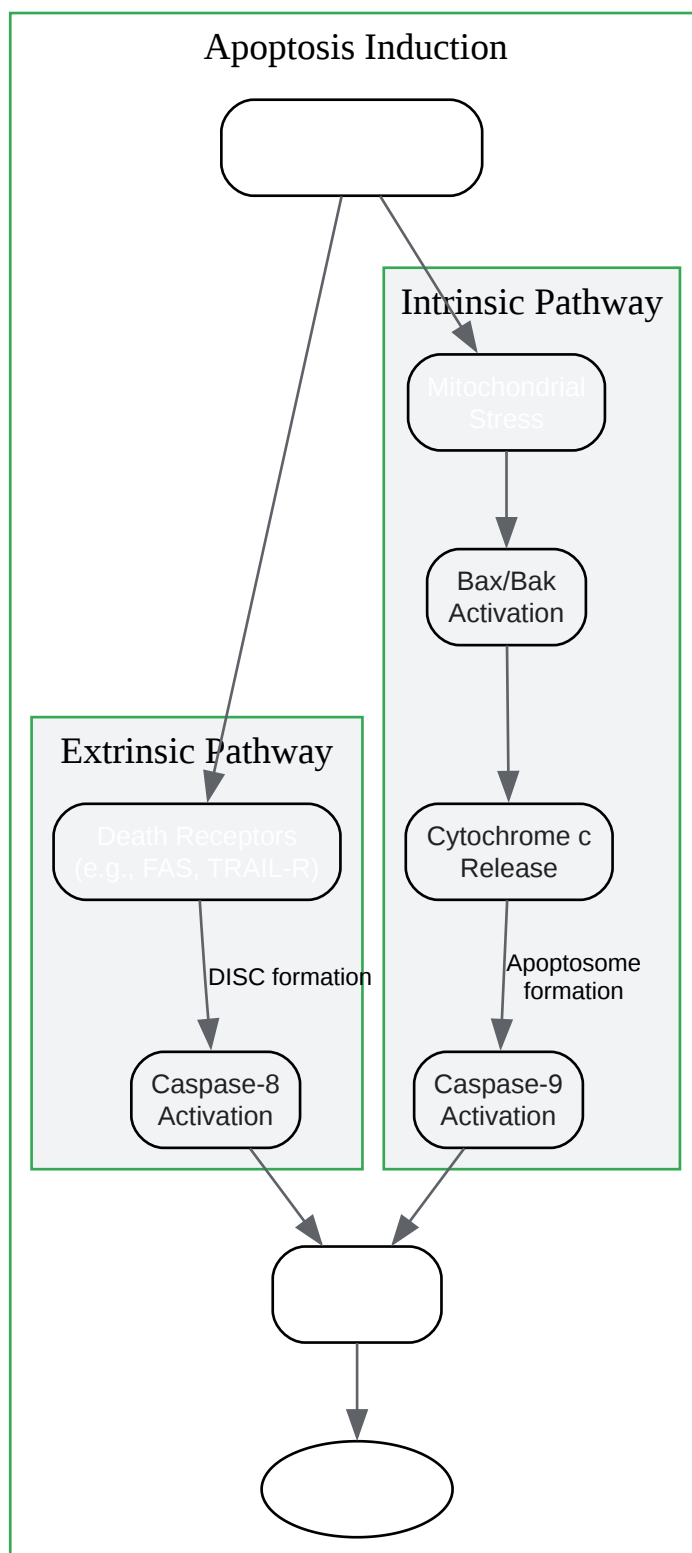 Apoptosis Induction
Intrinsic Pathway
Mitochondrial
Stress
Bax/Bak
Activation
Extrinsic Pathway
Death Receptors
(e.g., FAS, TRAIL-R)
Cytochrome c
Release
DISC formation
Apoptosome
formation
Caspase-8
Activation
Caspase-9
Activation